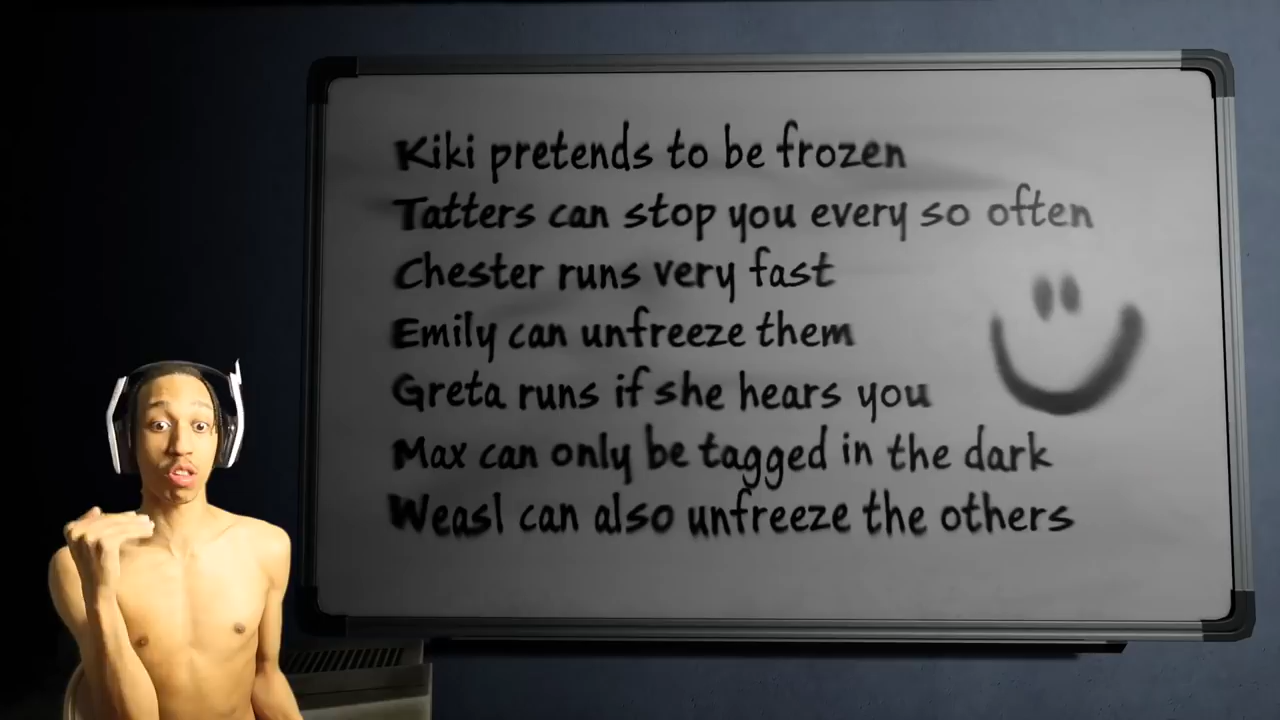 Kiki pretends to be frozen
Tatters can stop you every so often
Chester runs very fast
Emily can unfreeze them
Greta runs if she hears you
Max can only be tagged in the dark
Weasl can also unfreeze the others